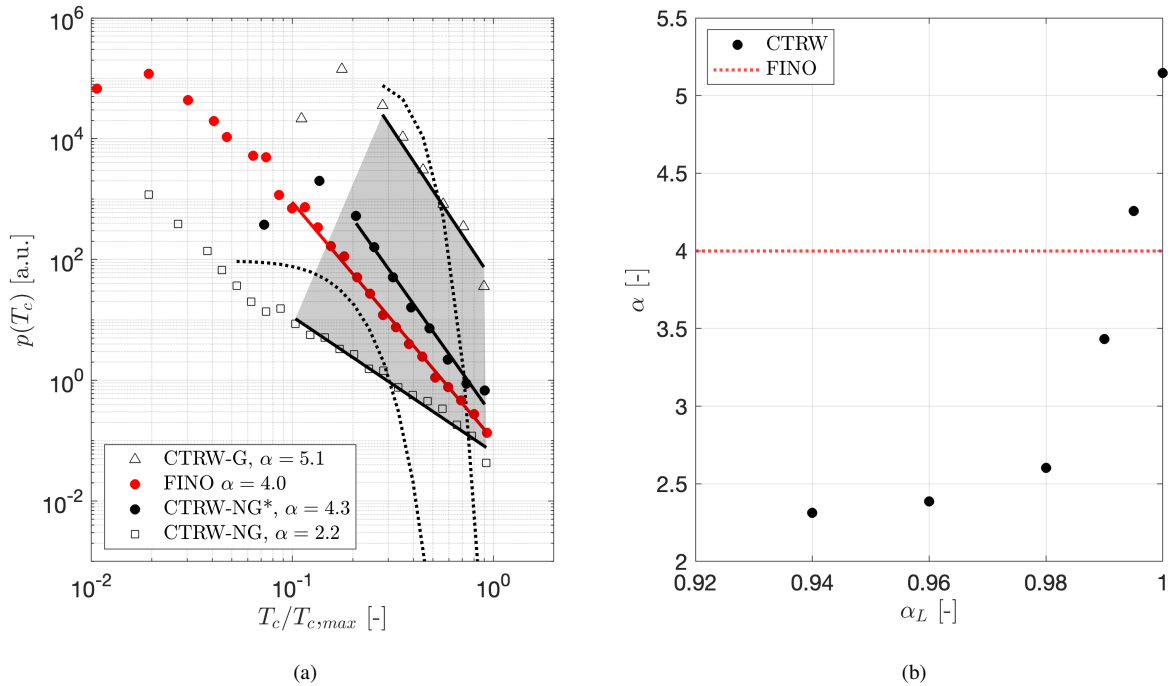 10^6
10^4
10^2
10^0
10^-2
p(T_c) [a.u.]
CTRW-G, α = 5.1
FINO α = 4.0
CTRW-NG*, α = 4.3
CTRW-NG, α = 2.2
10^-2
10^-1
10^0
T_c/T_c,max [-]
(a)
5.5
5
4.5
4
3.5
3
2.5
2
α [-]
CTRW
FINO
0.92
0.94
0.96
0.98
1
α_L [-]
(b)